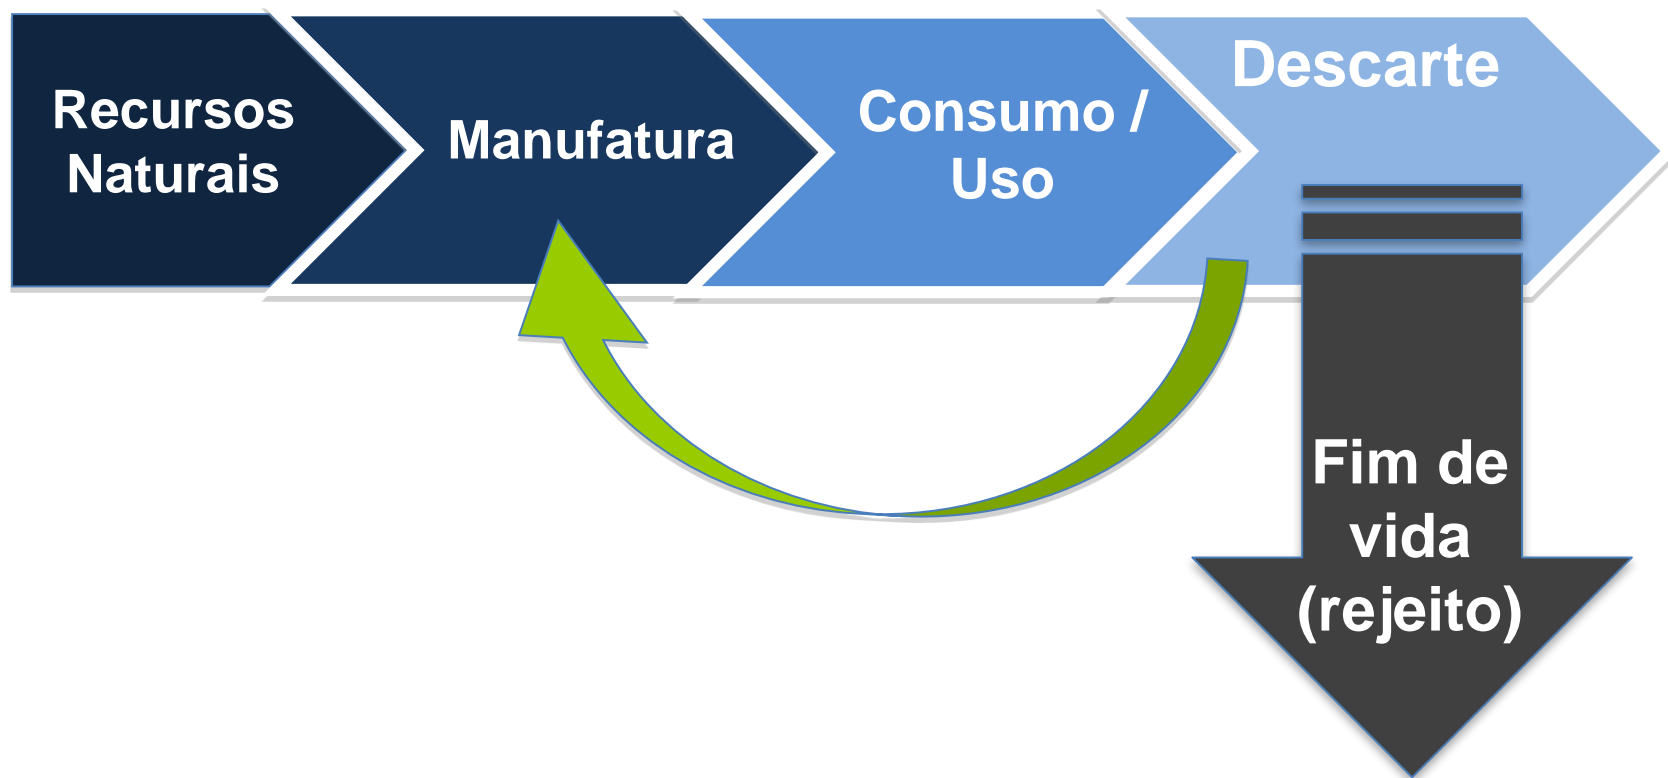 Recursos
Naturais
Manufatura
Consumo /
Uso
Descarte
Fim de
vida
(rejeito)